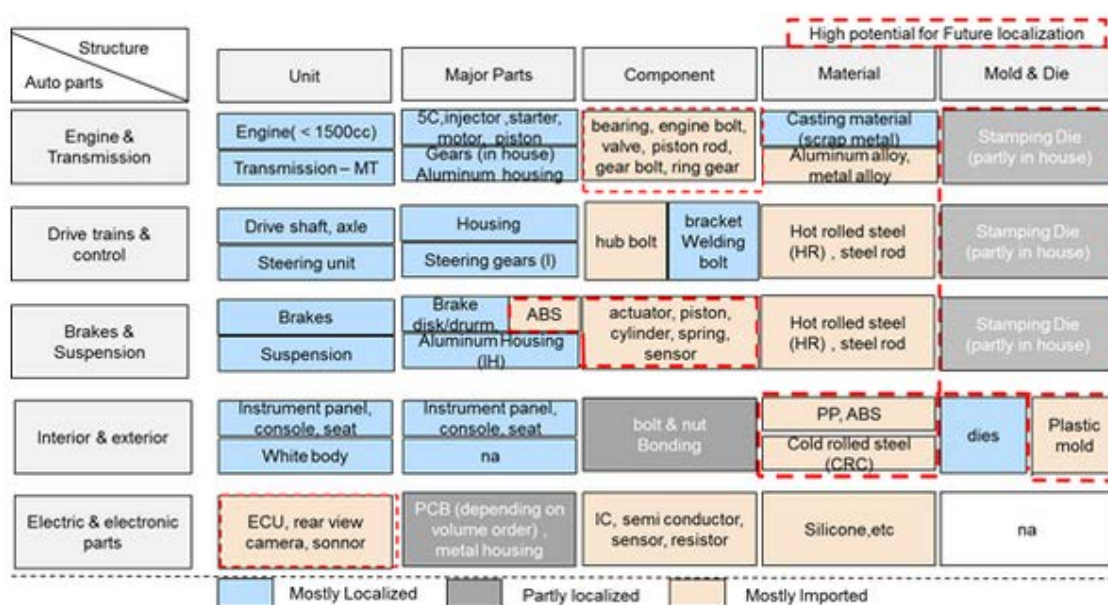 High potential for Future localization
Structure
Auto parts
Unit
Major Parts
Component
Material
Mold & Die
Engine &
Transmission
Engine( < 1500cc)
Transmission – MT
5C,injector ,starter,
motor, piston
Gears (in house)
Aluminum housing
bearing, engine bolt,
valve, piston rod,
gear bolt, ring gear
Casting material
(scrap metal)
Aluminum alloy,
metal alloy
Stamping Die
(partly in house)
Drive trains &
control
Drive shaft, axle
Steering unit
Housing
Steering gears (I)
hub bolt
bracket
Welding
bolt
Hot rolled steel
(HR) , steel rod
Stamping Die
(partly in house)
Brakes &
Suspension
Brakes
Suspension
Brake
disk/drurm,
ABS
Aluminum Housing
(IH)
actuator, piston,
cylinder, spring,
sensor
Hot rolled steel
(HR) , steel rod
Stamping Die
(partly in house)
Interior & exterior
Instrument panel,
console, seat
White body
Instrument panel,
console, seat
na
bolt & nut
Bonding
PP, ABS
Cold rolled steel
(CRC)
dies
Plastic
mold
Electric & electronic
parts
ECU, rear view
camera, sonnor
PCB (depending on
volume order) ,
metal housing
IC, semi conductor,
sensor, resistor
Silicone,etc
na
Mostly Localized
Partly localized
Mostly Imported